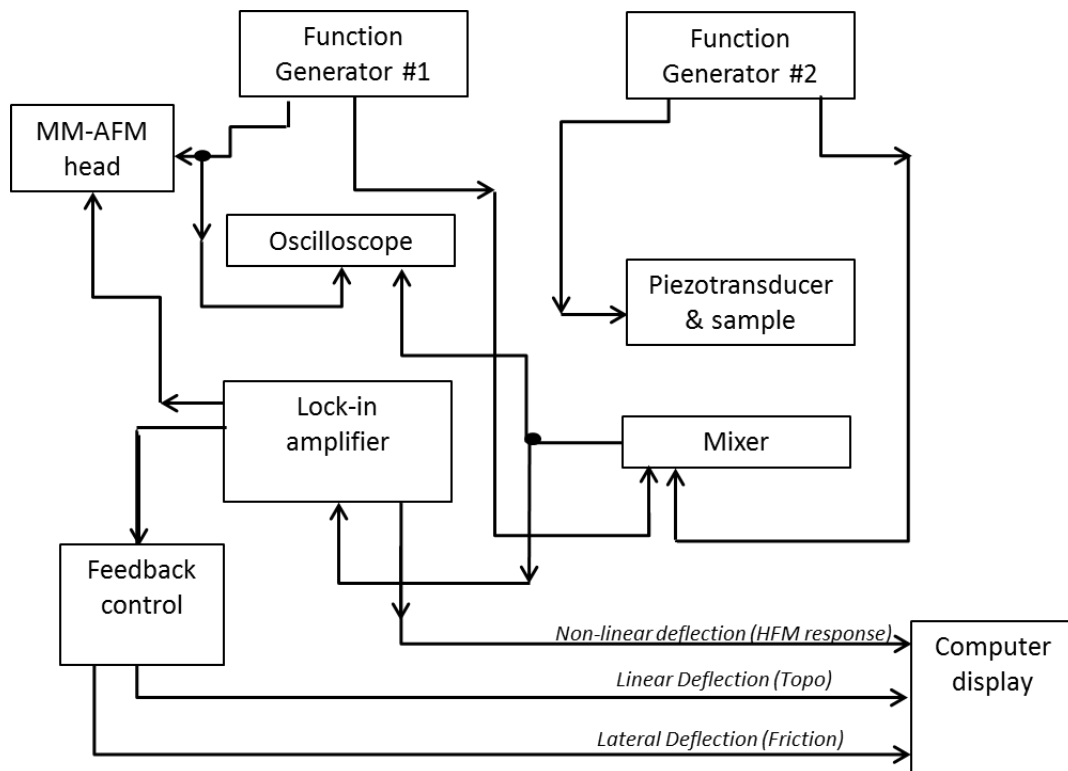 Function
Generator #1
Function
Generator #2
MM-AFM
head
Oscilloscope
Piezotransducer
& sample
Lock-in
amplifier
Mixer
Feedback
control
Non-linear deflection (HFM response)
Linear Deflection (Topo)
Lateral Deflection (Friction)
Computer
display